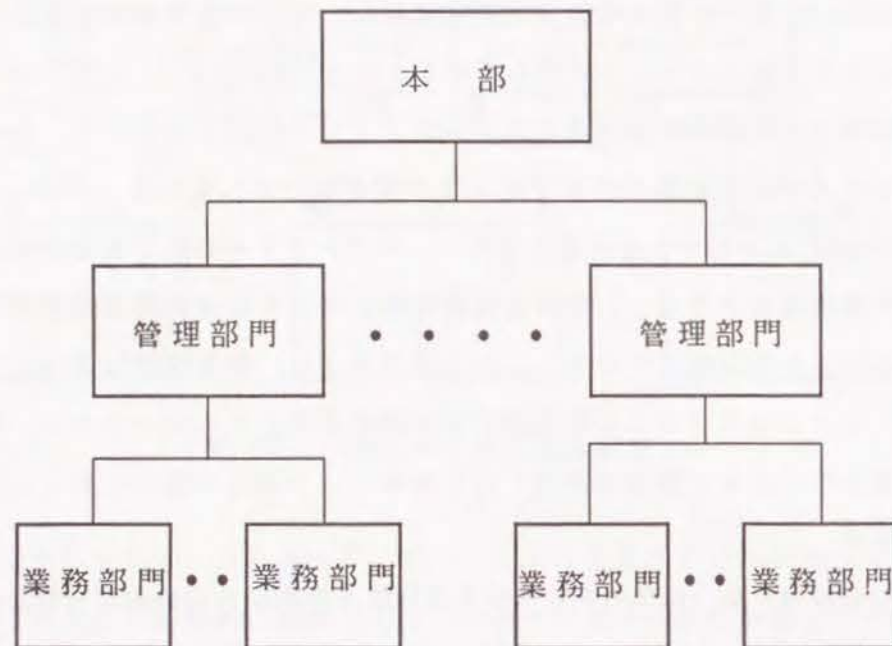 本 部
管理部門 ・・・・ 管理部門
業務部門 ・・ 業務部門 業務部門 ・・ 業務部門